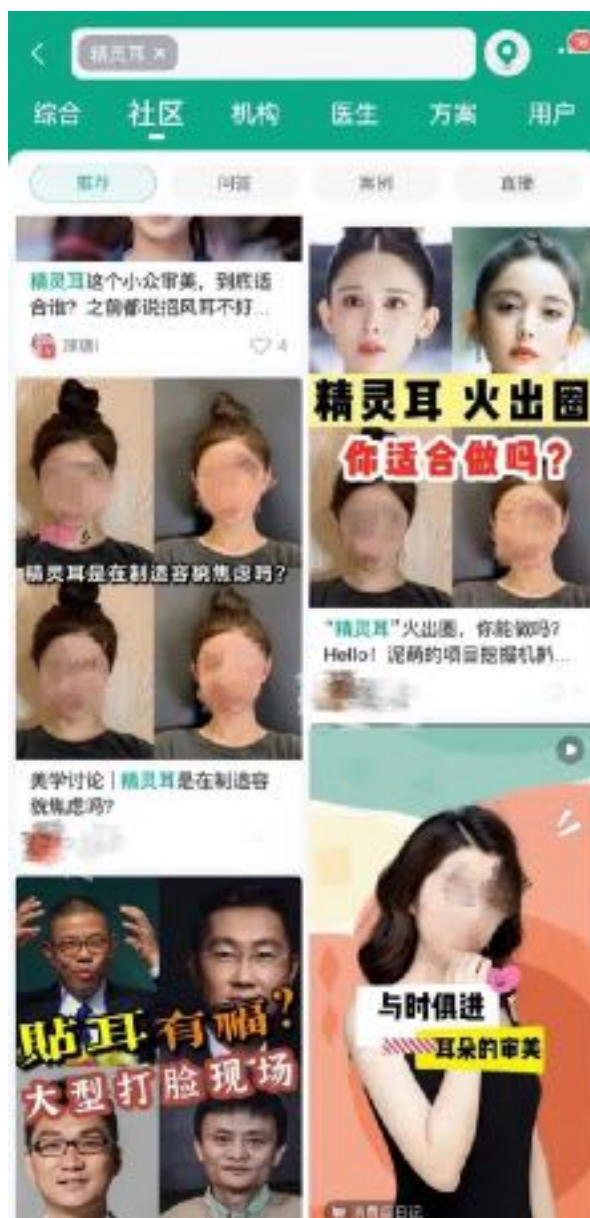 精灵耳 ×
综合 社区 机构 医生 方案 用户
推荐 问答 案例 直播
精灵耳这个小众审美，到底适
合谁？之前都说招风耳不好...
4
精灵耳是在制造容貌焦虑吗？
美学讨论｜精灵耳是在制造容
貌焦虑吗？
贴耳有福？
大型打脸现场
精灵耳 火出圈
你适合做吗？
“精灵耳”火出圈，你能做吗？
Hello！泥萌的项目挖掘机鹤...
与时俱进
耳朵的审美